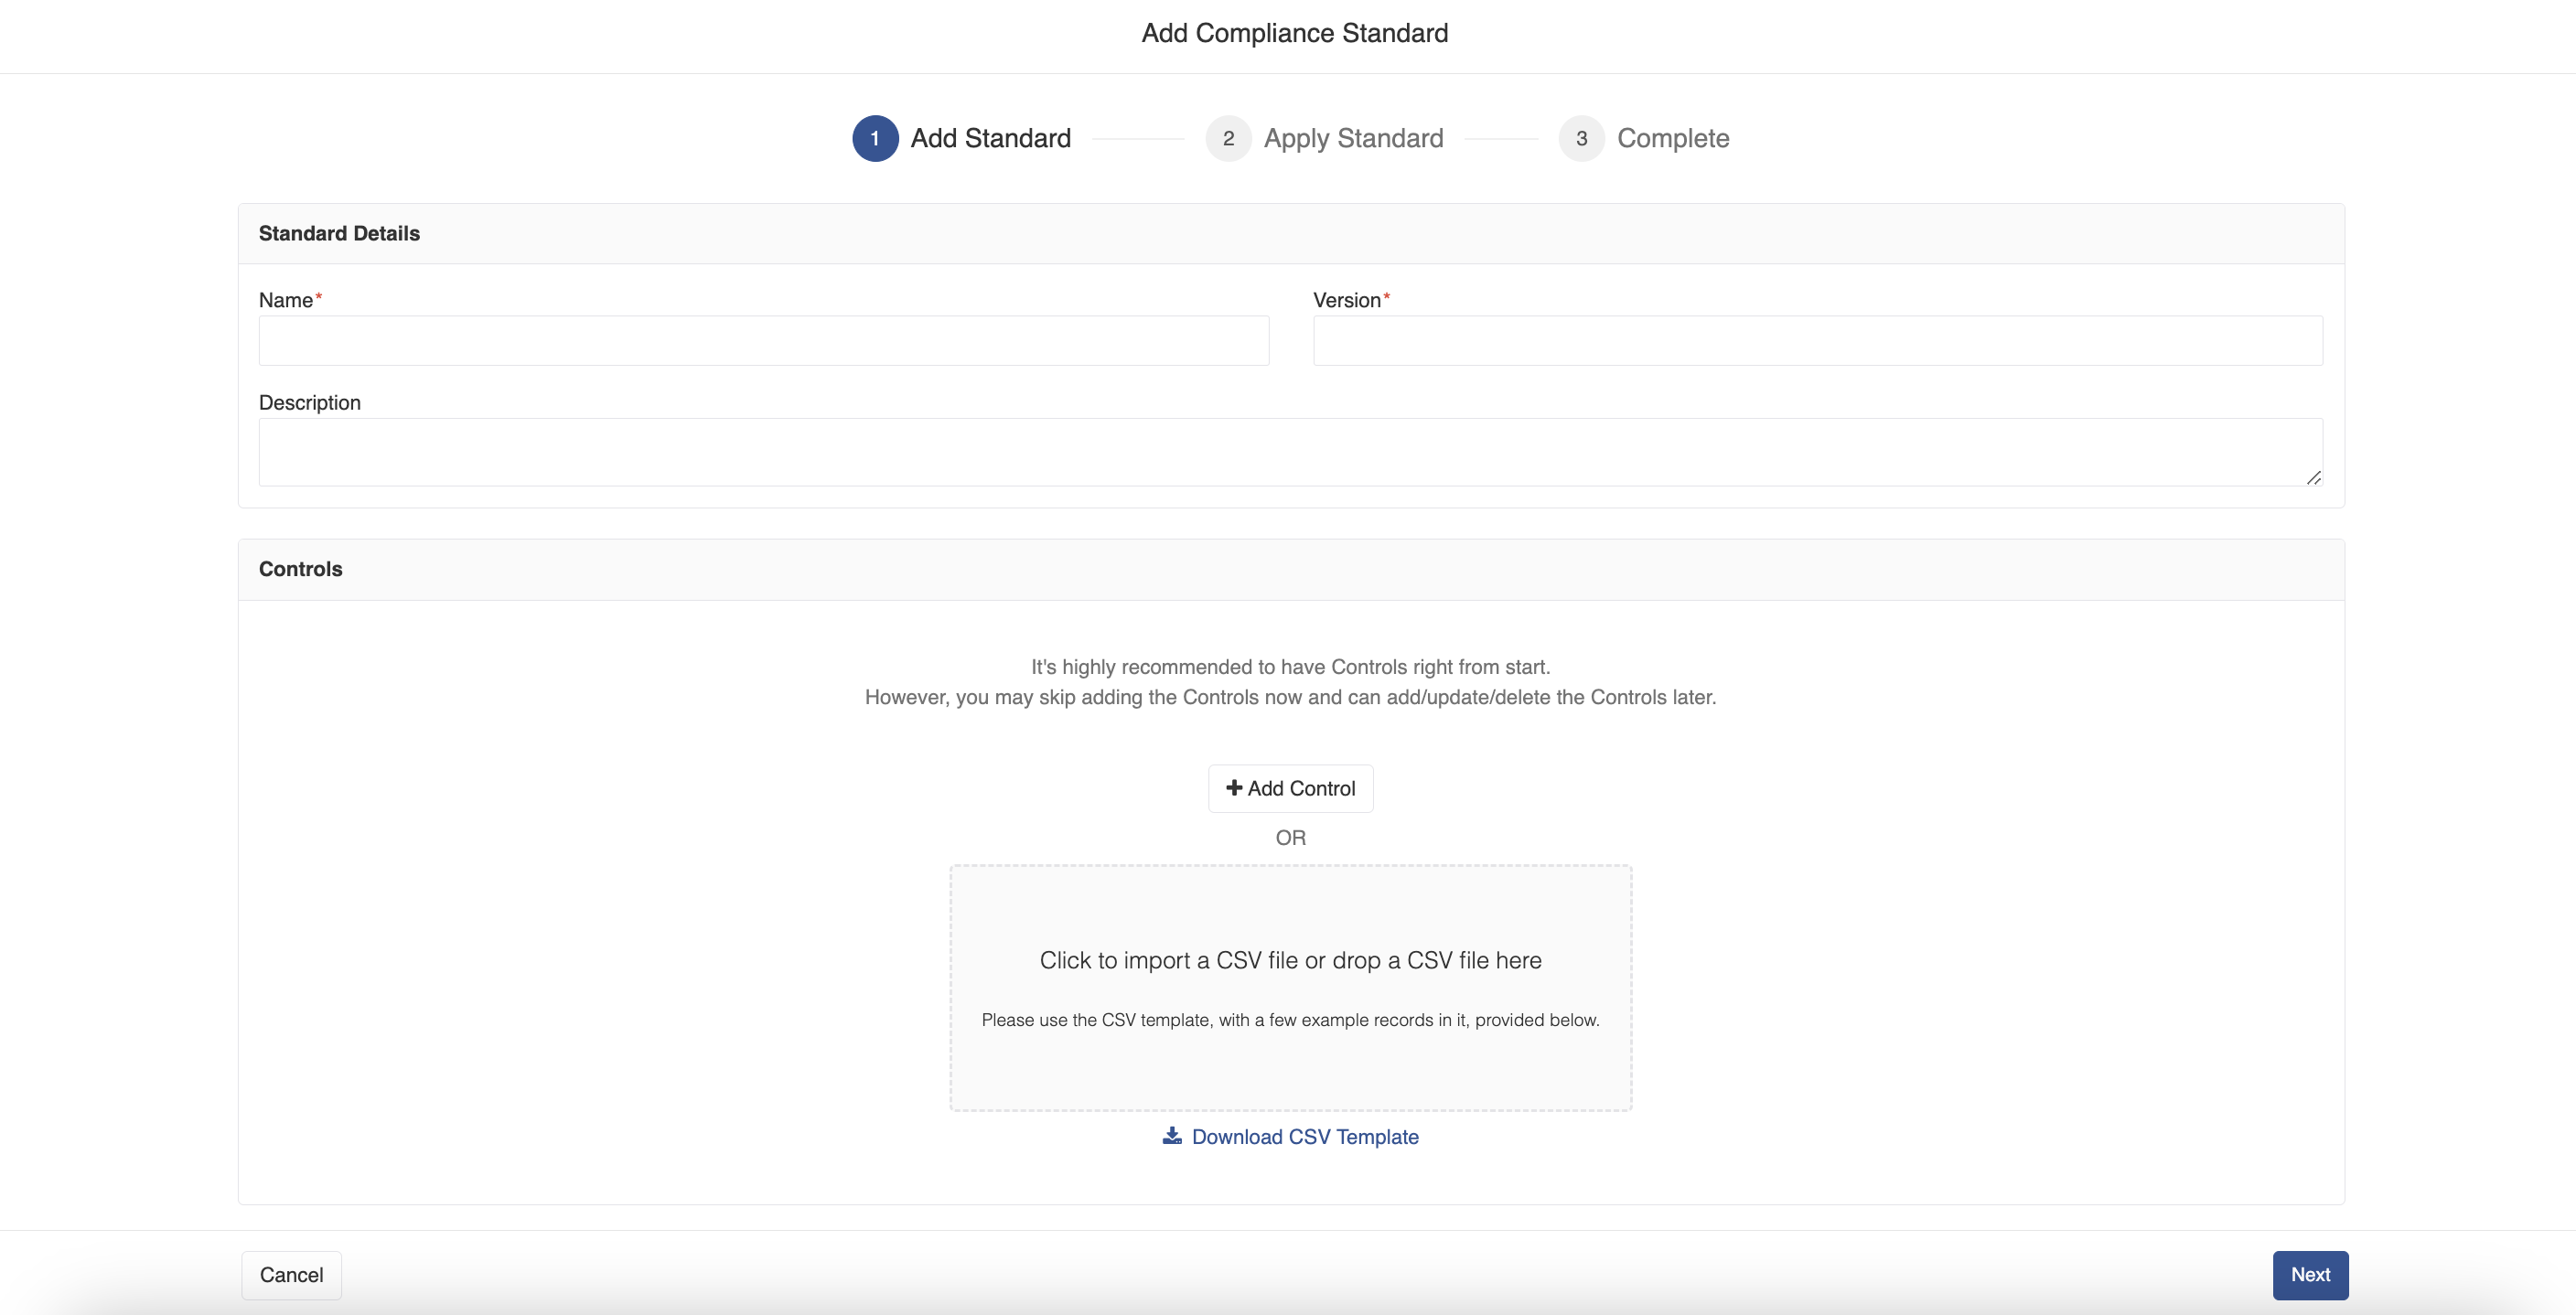 Add Compliance Standard
1 Add Standard 2 Apply Standard 3 Complete
Standard Details
Name* Version*
Description
Controls
It's highly recommended to have Controls right from start.
However, you may skip adding the Controls now and can add/update/delete the Controls later.
Add Control
OR
Click to import a CSV file or drop a CSV file here
Please use the CSV template, with a few example records in it, provided below.
Download CSV Template
Cancel Next